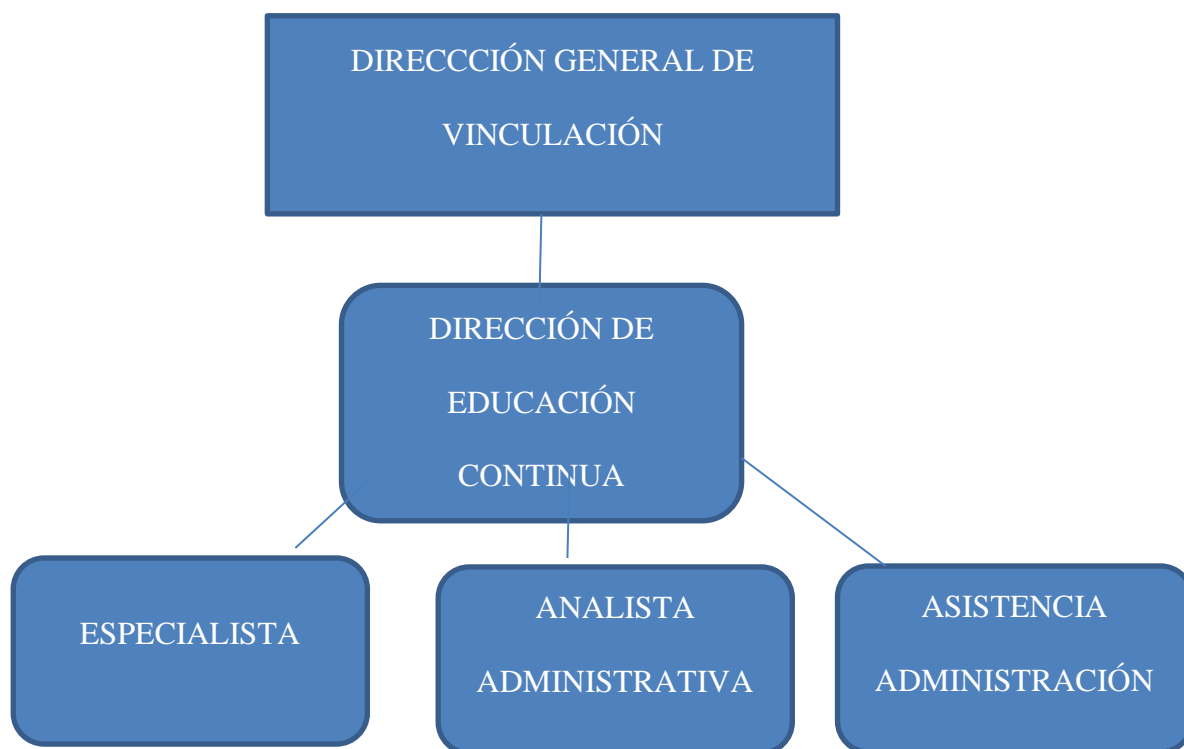 DIRECCCIÓN GENERAL DE
VINCULACIÓN
DIRECCIÓN DE
EDUCACIÓN
CONTINUA
ESPECIALISTA
ANALISTA
ADMINISTRATIVA
ASISTENCIA
ADMINISTRACIÓN